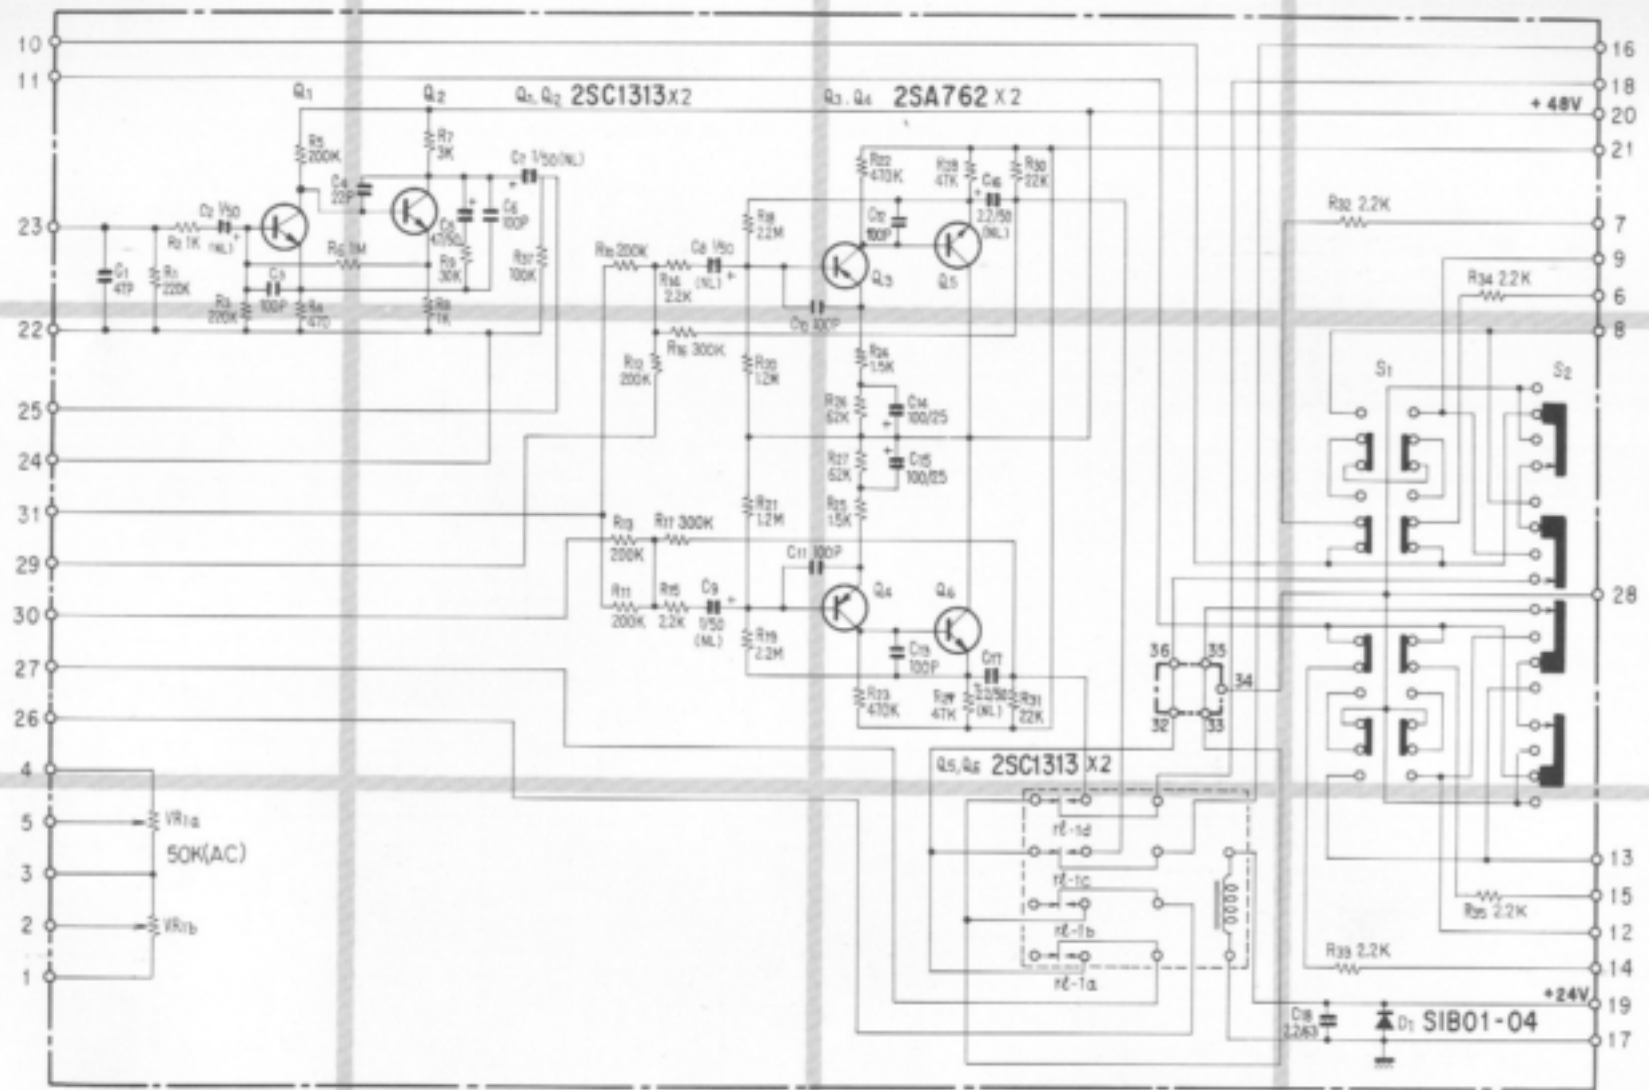 10
16
11
18
Q1
Q2
Q1, Q2 2SC1313 X2
Q3, Q4 2SA762 X2
+48V
20
21
R5
200K
R7
3K
C7 1/50 (NL)
C4
22P
R22
470K
R28
47K
R30
22K
C16
2.2/50
(NL)
C12
100P
R32 2.2K
7
23
C2 1/50
(NL)
R2 1K
R6 1M
C5
47/50
C6
100P
R9
30K
R37
100K
R18
2.2M
R10 200K
C8 1/50
(NL)
R14
2.2K
Q3
Q5
9
R34 2.2K
6
C1
47P
R1
220K
R3
220K
C3
100P
R4
470
R8
1K
C10 100P
22
8
R16 300K
R12
200K
R20
1.2M
R24
1.5K
S1
S2
R26
62K
C14
100/25
25
24
R27
62K
C15
100/25
R21
1.2M
R25
1.5K
31
R13
200K
R17 300K
C11 100P
29
R11
200K
R15
2.2K
C9
1/50
(NL)
Q4
Q6
28
30
R19
2.2M
C13
100P
C17
2.2/50
(NL)
36
35
27
34
R23
470K
R29
47K
R31
22K
26
32
33
Q5, Q6 2SC1313 X2
4
5
VR1a
50K(AC)
rl-1d
3
rl-1c
13
15
R35 2.2K
2
VR1b
rl-1b
12
R33 2.2K
14
1
rl-1a
+24V
19
C18
2.2/63
D1 SIB01-04
17